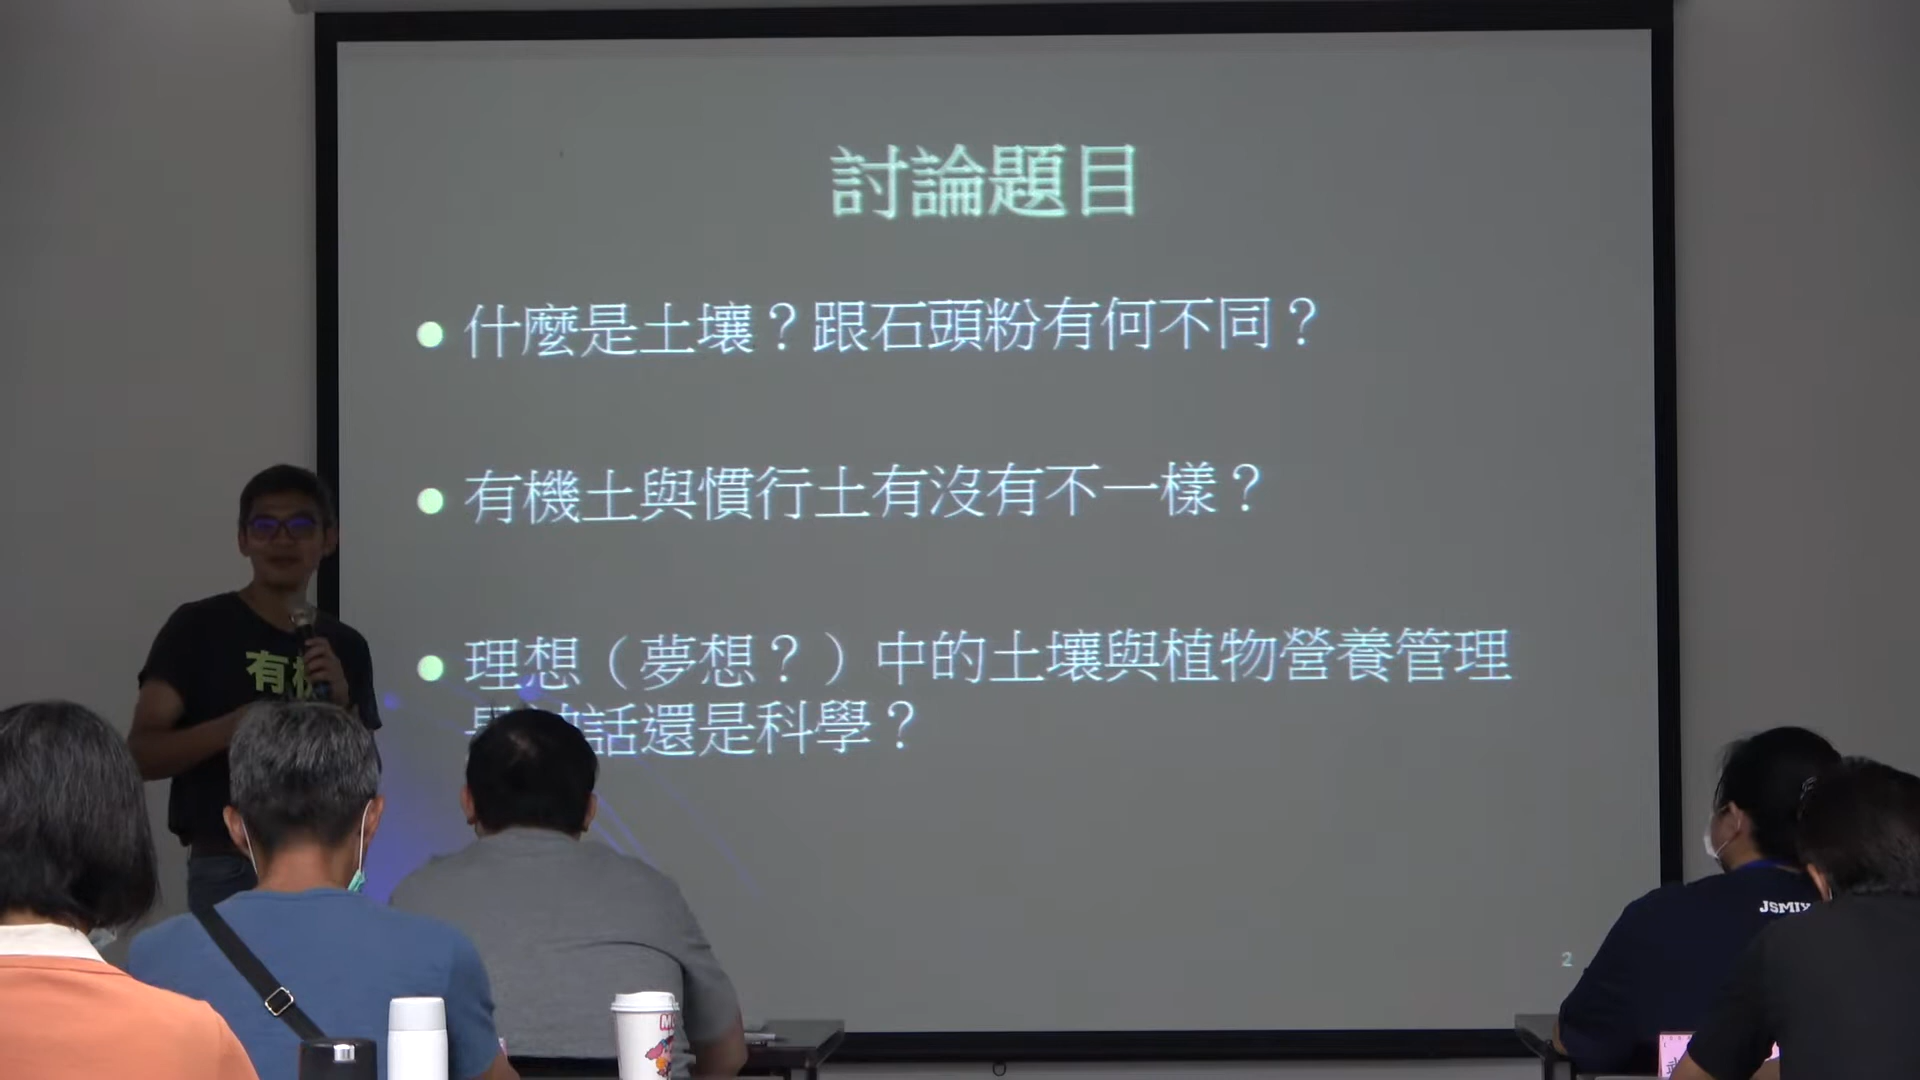 討論題目
什麼是土壤？跟石頭粉有何不同？
有機土與慣行土有沒有不一樣？
理想（夢想？）中的土壤與植物營養管理
話還是科學？
有
JSMIX
2